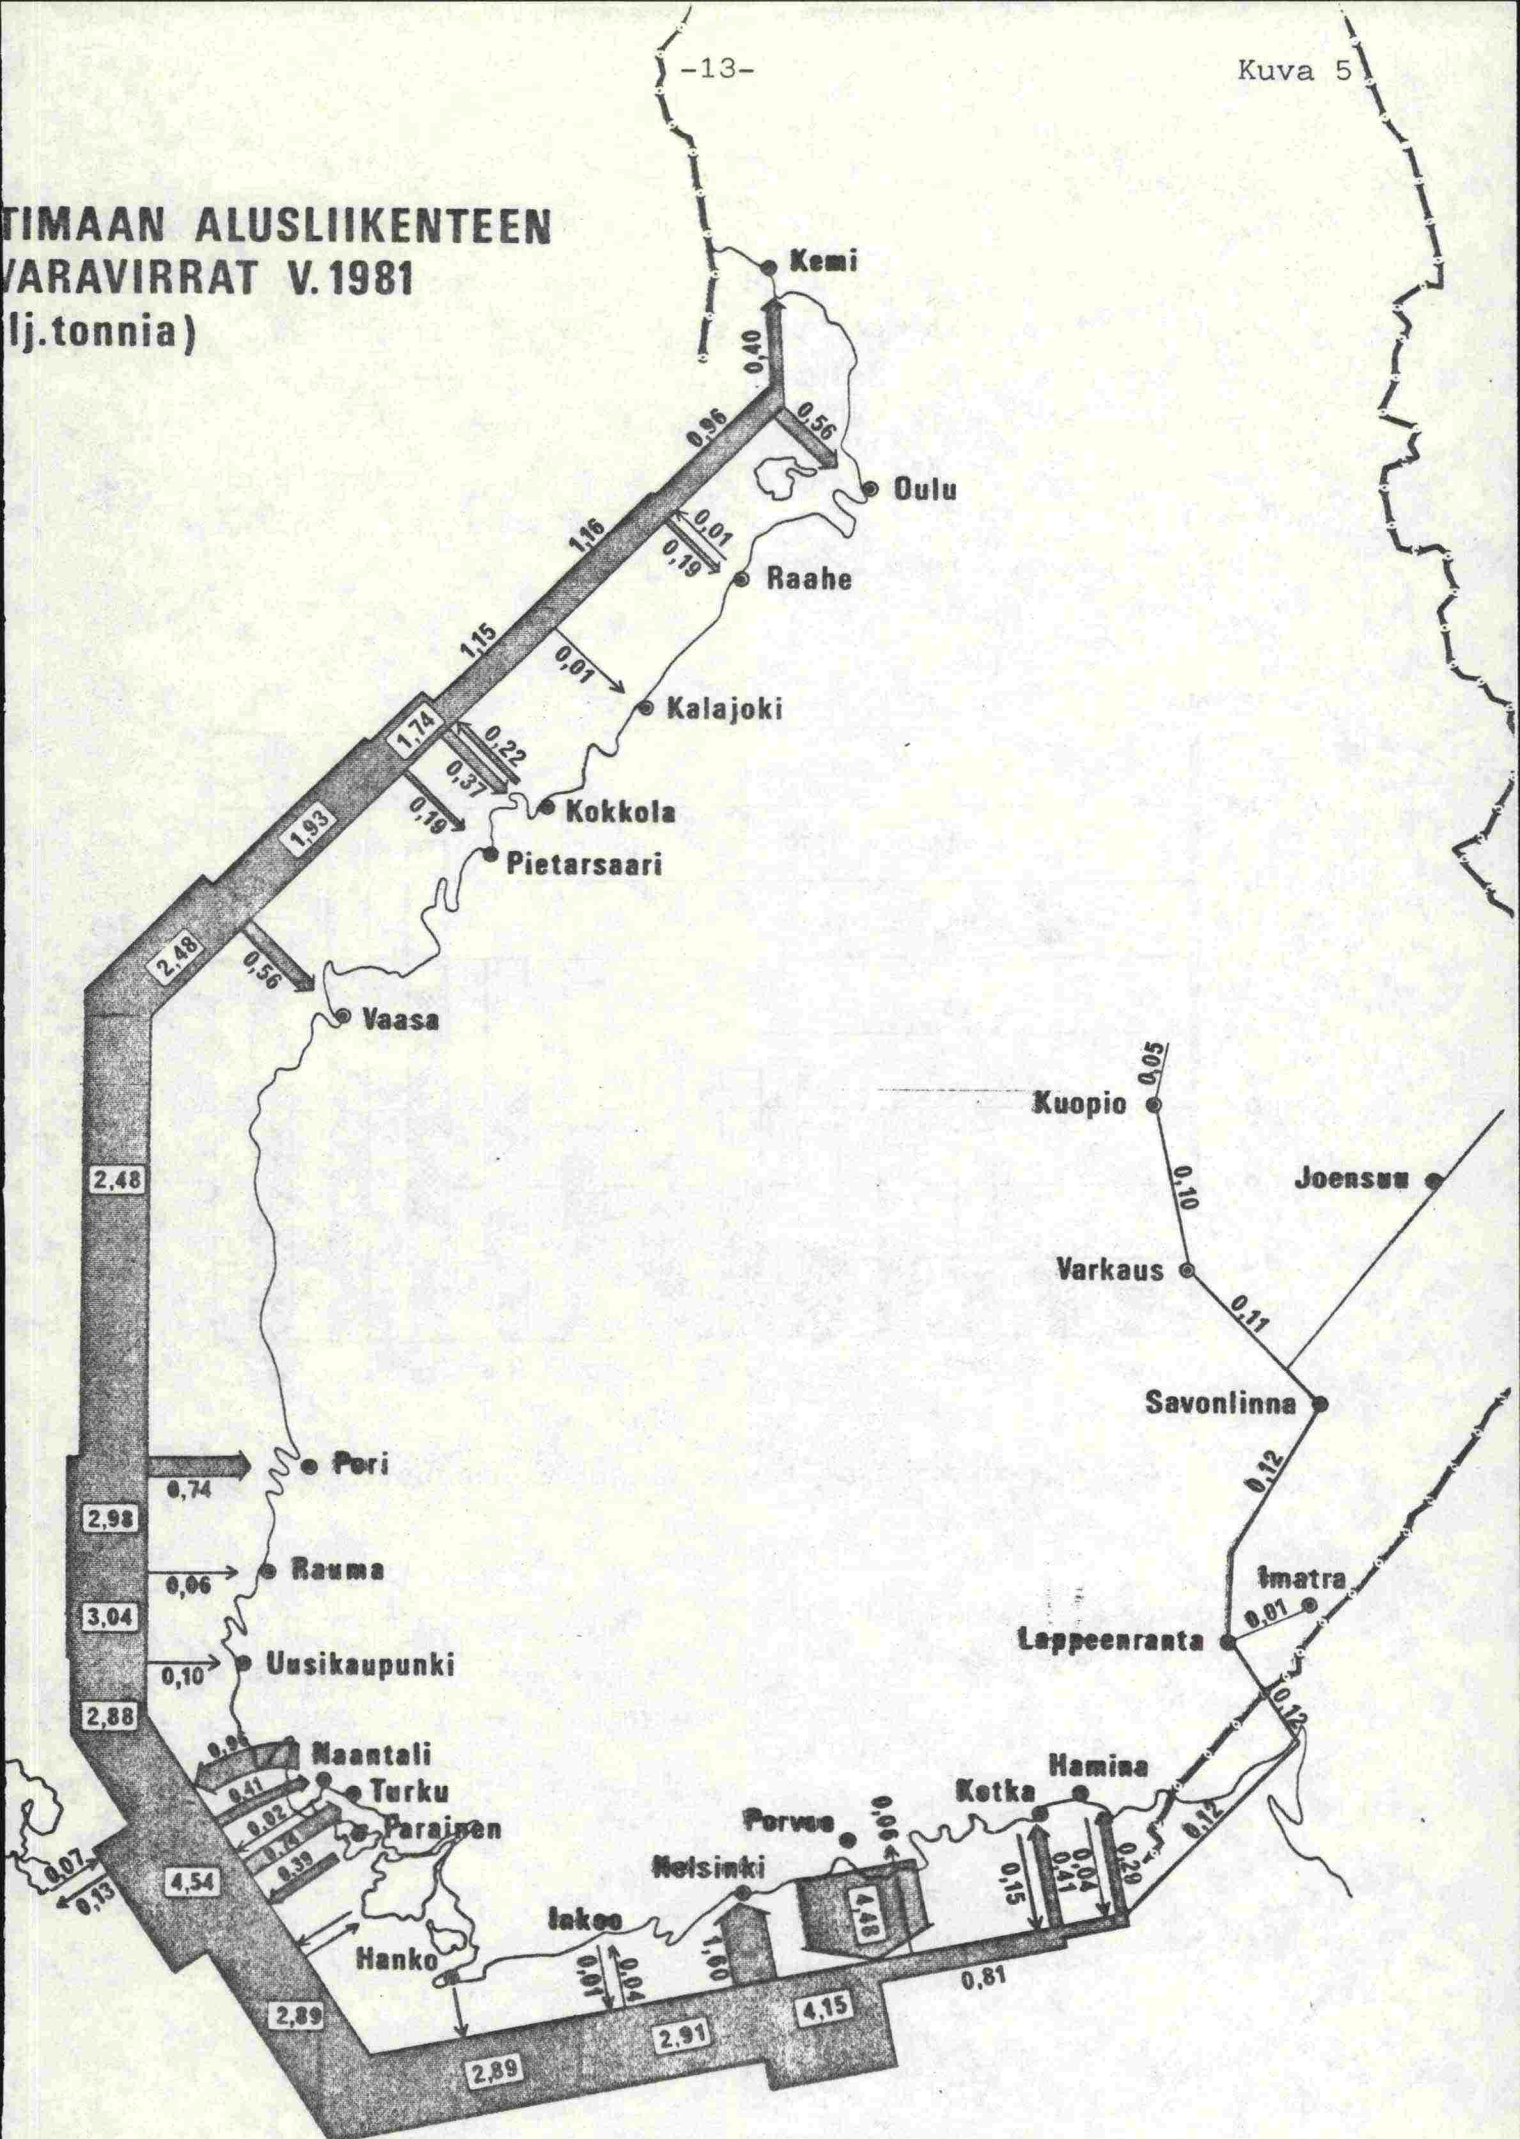 -13-
Kuva 5
TIMAAN ALUSLIIKENTEEN
VARAVIRRAT V.1981
lj.tonnia)
Kemi
0,40
0,96
0,56
Oulu
1,16
0,01
0,19
Raahe
1,15
0,01
Kalajoki
1,74
0,22
0,37
0,19
Kokkola
1,93
Pietarsaari
2,48
0,56
Vaasa
0,05
Kuopio
2,48
0,10
Joensuu
Varkaus
0,11
Savonlinna
0,12
Pori
0,74
2,98
Rauma
0,06
Imatra
0,01
3,04
Lappeenranta
Uusikaupunki
0,10
2,88
0,12
Naantali
0,41
Turku
0,02
Parainen
0,74
0,39
Hamina
Kotka
Porvoo
0,06
0,12
Helsinki
0,07
0,13
4,54
0,15
0,41
0,04
0,29
4,48
Inkoo
Hanko
1,60
0,01
0,04
0,81
2,89
4,15
2,91
2,89